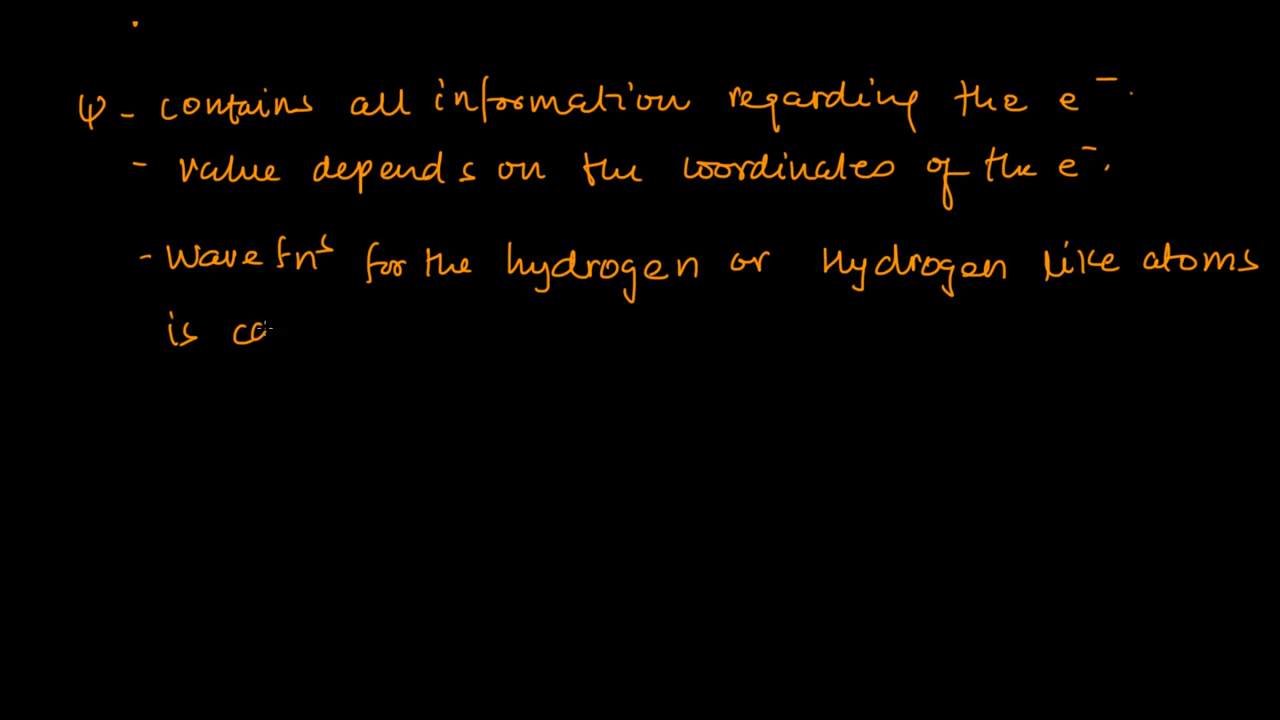 ψ - contains all information regarding the e⁻.
- value depends on the coordinates of the e⁻.
- Wave fnˢ for the hydrogen or Hydrogen like atoms
is co